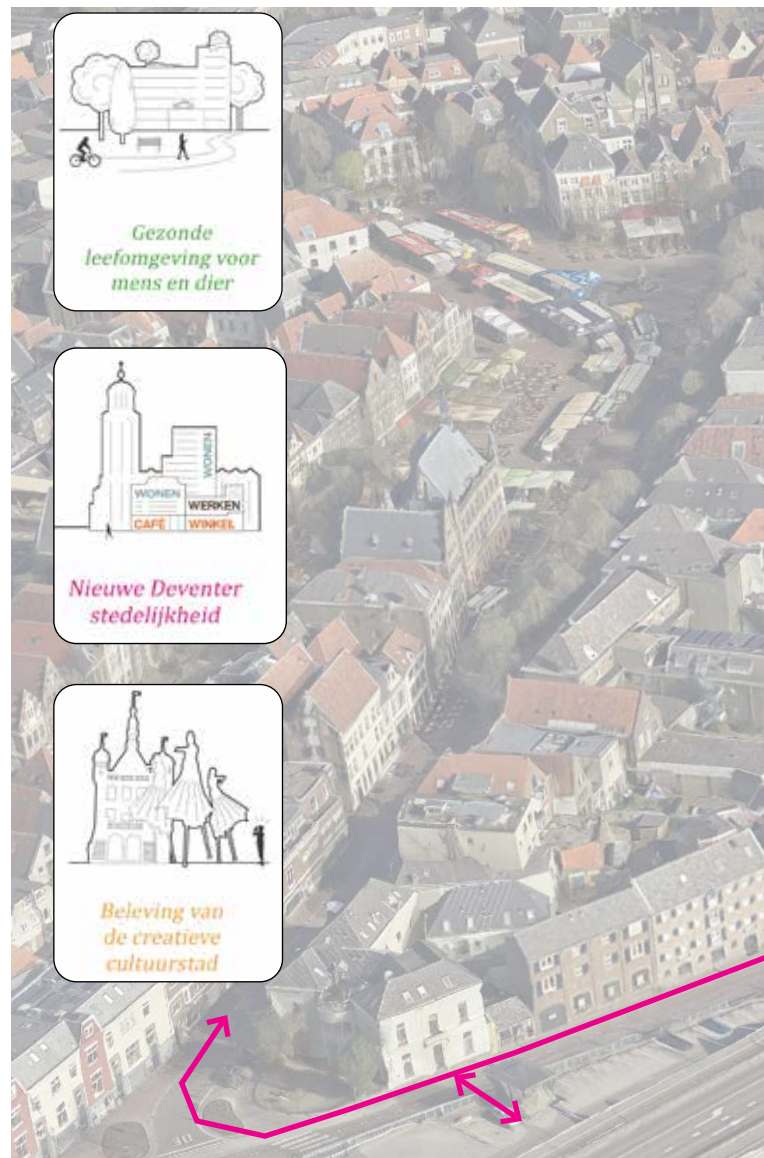 Gezonde
leefomgeving voor
mens en dier
WONEN
WONEN
WERKEN
CAFÉ
WINKEL
Nieuwe Deventer
stedelijkheid
Beleving van
de creatieve
cultuurstad